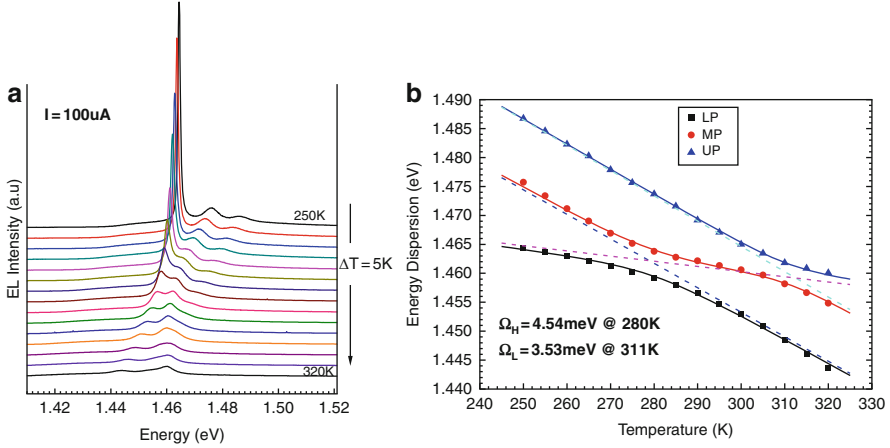 a
I = 100uA
250K
ΔT = 5K
320K
EL Intensity (a.u)
1.42 1.44 1.46 1.48 1.50 1.52
Energy (eV)
b
LP
MP
UP
1.490
1.485
1.480
1.475
1.470
1.465
1.460
1.455
1.450
1.445
1.440
Energy Dispersion (eV)
Ω_H = 4.54meV @ 280K
Ω_L = 3.53meV @ 311K
240 250 260 270 280 290 300 310 320 330
Temperature (K)